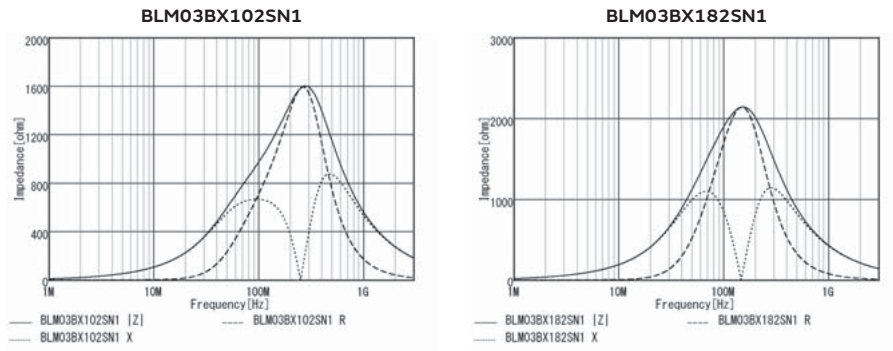 BLM03BX102SN1
2000
1600
1200
800
400
0
Impedance[ohm]
1M 10M 100M 1G
Frequency[Hz]
BLM03BX102SN1 |Z| BLM03BX102SN1 R
BLM03BX102SN1 X
BLM03BX182SN1
3000
2000
1000
0
Impedance[ohm]
1M 10M 100M 1G
Frequency[Hz]
BLM03BX182SN1 |Z| BLM03BX182SN1 R
BLM03BX182SN1 X